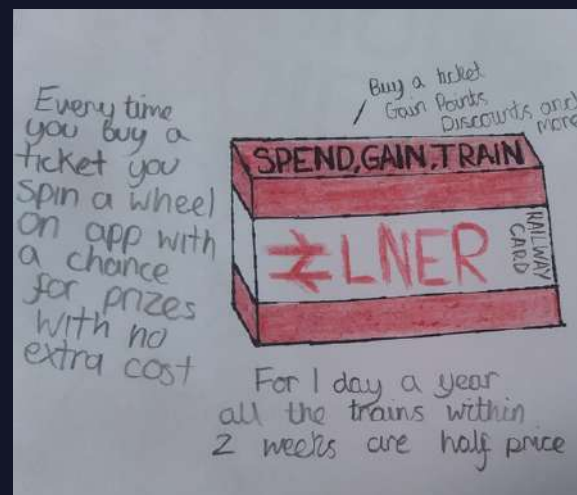 Every time
you buy a
ticket you
spin a wheel
on app with
a chance
for prizes
with no
extra cost
Buy a ticket
Gain Points
Discounts and
more
SPEND, GAIN, TRAIN
LNER
RAILWAY
CARD
For 1 day a year
all the trains within
2 weeks are half price